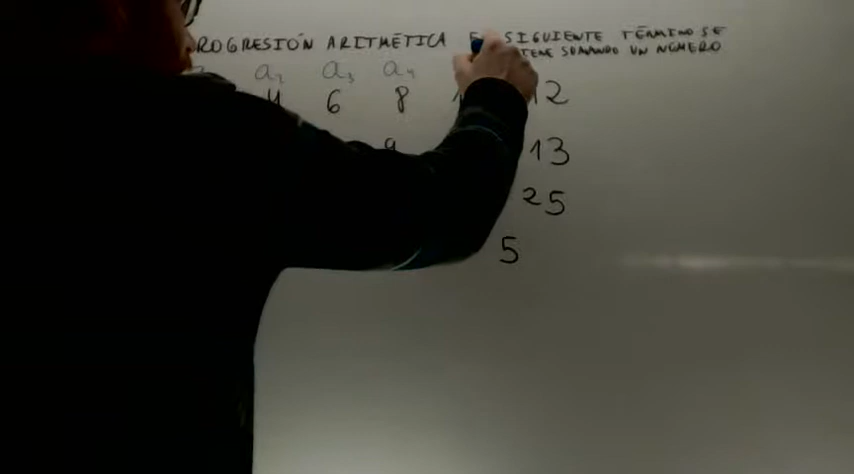 ROGRESIÓN ARITMÉTICA E SIGUIENTE TÉRMINO SE
TIENE SUMANDO UN NÚMERO
a₂ a₃ a₄
4 6 8 12
9 13
25
5